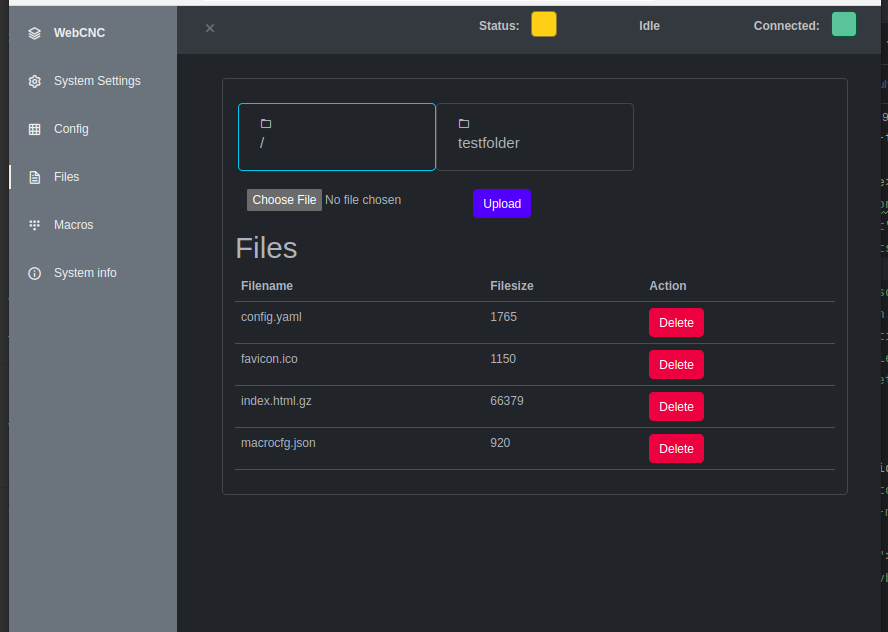 WebCNC
System Settings
Config
Files
Macros
System info
Status: Idle Connected:
/
testfolder
Choose File No file chosen Upload
Files
Filename Filesize Action
config.yaml 1765 Delete
favicon.ico 1150 Delete
index.html.gz 66379 Delete
macrocfg.json 920 Delete